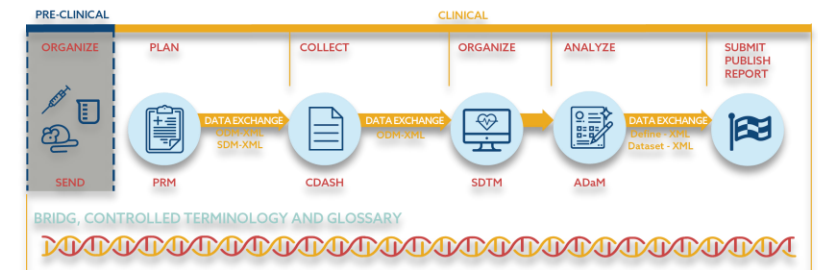 PRE-CLINICAL
CLINICAL
ORGANIZE
PLAN
COLLECT
ORGANIZE
ANALYZE
SUBMIT
PUBLISH
REPORT
DATA EXCHANGE
ODM-XML
SDM-XML
DATA EXCHANGE
ODM-XML
DATA EXCHANGE
Define - XML
Dataset - XML
SEND
PRM
CDASH
SDTM
ADaM
BRIDG, CONTROLLED TERMINOLOGY AND GLOSSARY